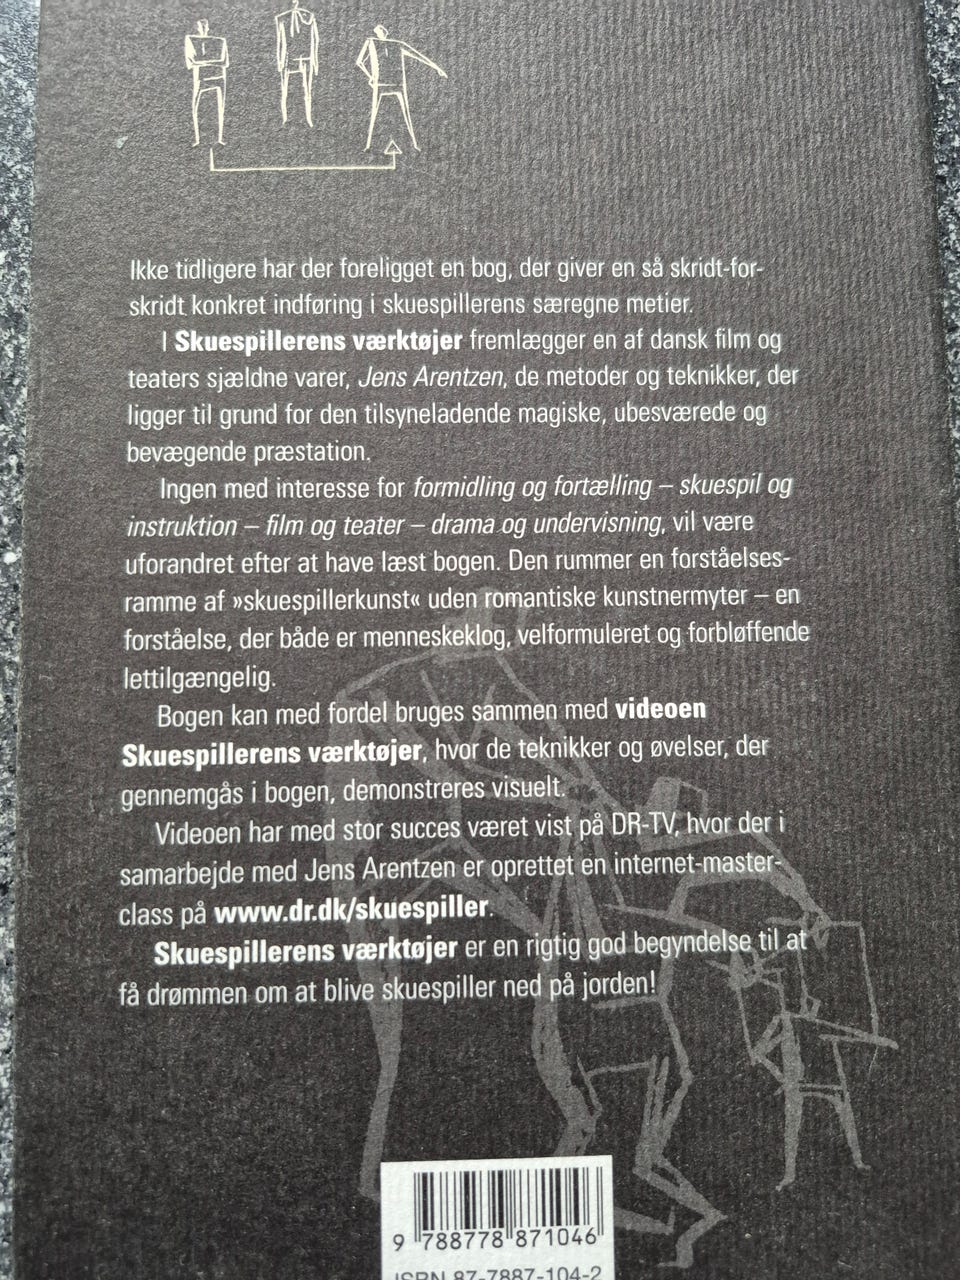 Ikke tidligere har der foreligget en bog, der giver en så skridt-for-
skridt konkret indføring i skuespillerens særegne metier.
I Skuespillerens værktøjer fremlægger en af dansk film og
teaters sjældne varer, Jens Arentzen, de metoder og teknikker, der
ligger til grund for den tilsyneladende magiske, ubesværede og
bevægende præstation.
Ingen med interesse for formidling og fortælling – skuespil og
instruktion – film og teater – drama og undervisning, vil være
uforandret efter at have læst bogen. Den rummer en forståelses-
ramme af »skuespillerkunst« uden romantiske kunstnermyter – en
forståelse, der både er menneskeklog, velformuleret og forbløffende
lettilgængelig.
Bogen kan med fordel bruges sammen med videoen
Skuespillerens værktøjer, hvor de teknikker og øvelser, der
gennemgås i bogen, demonstreres visuelt.
Videoen har med stor succes været vist på DR-TV, hvor der i
samarbejde med Jens Arentzen er oprettet en internet-master-
class på www.dr.dk/skuespiller.
Skuespillerens værktøjer er en rigtig god begyndelse til at
få drømmen om at blive skuespiller ned på jorden!
9 788778 871046
ISBN 87-7887-104-2